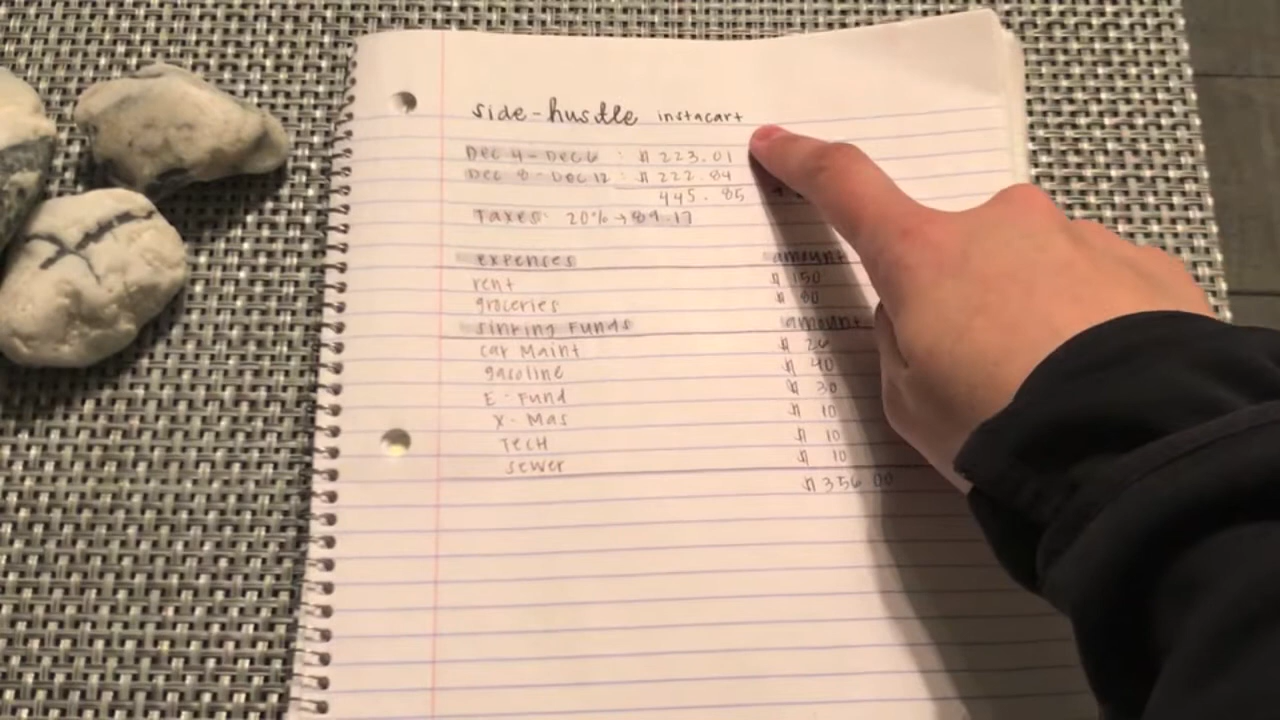 side-hustle instacart
Dec 4 - Dec 6 : $ 223.01
Dec 8 - Dec 12 : $ 222.84
445.85
Taxes: 20% → 89.17
expences amount
rent $ 150
groceries $ 80
sinking funds amount
car maint $ 26
gasoline $ 40
E-Fund $ 30
X-mas $ 10
TECH $ 10
sewer $ 10
$ 356.00